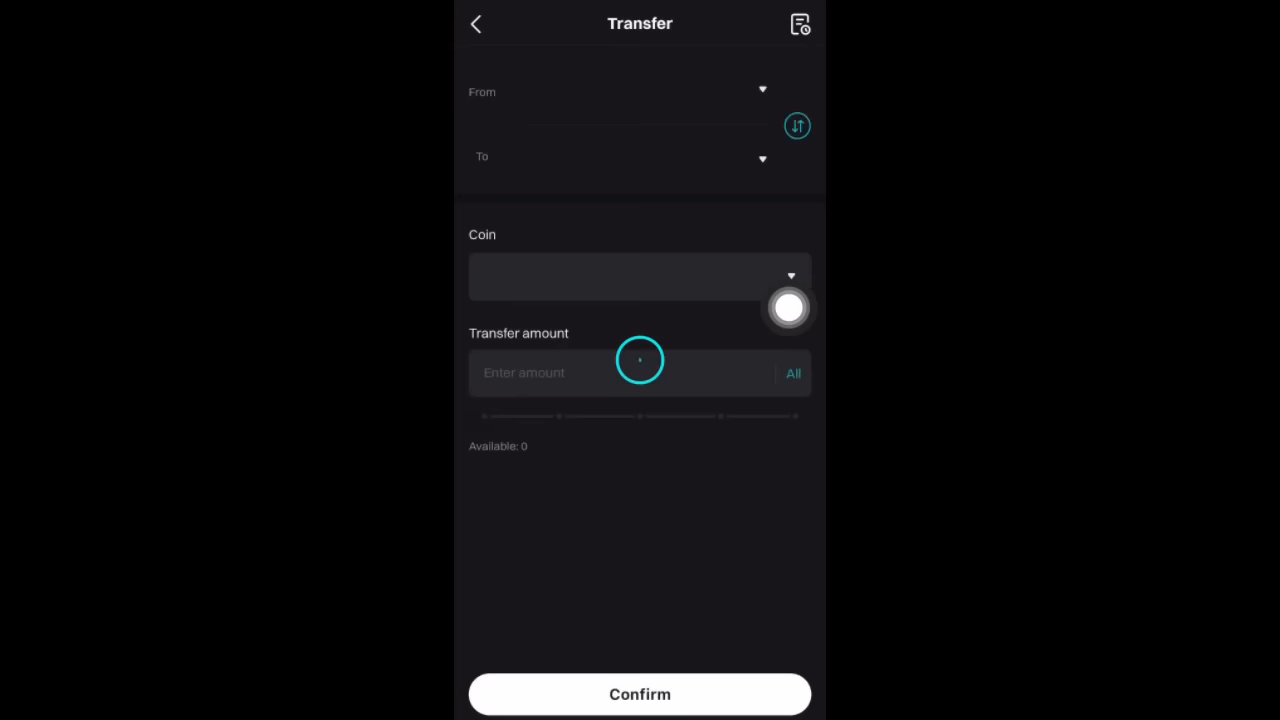 Transfer
From
To
Coin
Transfer amount
Enter amount
All
Available: 0
Confirm